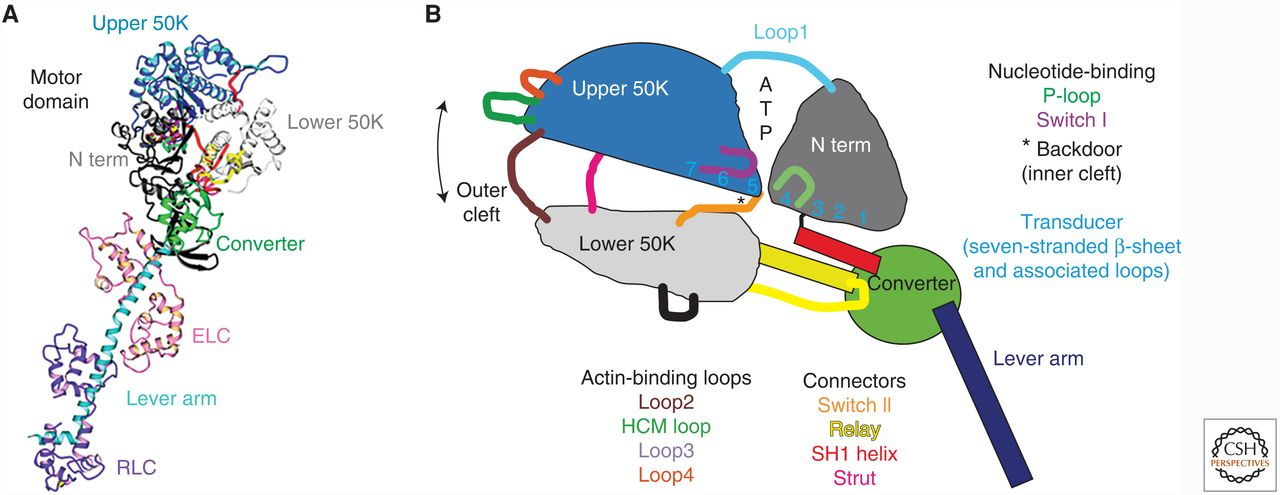 A
Upper 50K
Motor
domain
Lower 50K
N term
Converter
ELC
Lever arm
RLC
B
Loop1
Upper 50K
A
T
P
N term
7 6 5
4 3 2 1
*
Outer
cleft
Lower 50K
Converter
Lever arm
Nucleotide-binding
P-loop
Switch I
* Backdoor
(inner cleft)
Transducer
(seven-stranded β-sheet
and associated loops)
Actin-binding loops
Loop2
HCM loop
Loop3
Loop4
Connectors
Switch II
Relay
SH1 helix
Strut
CSH
PERSPECTIVES